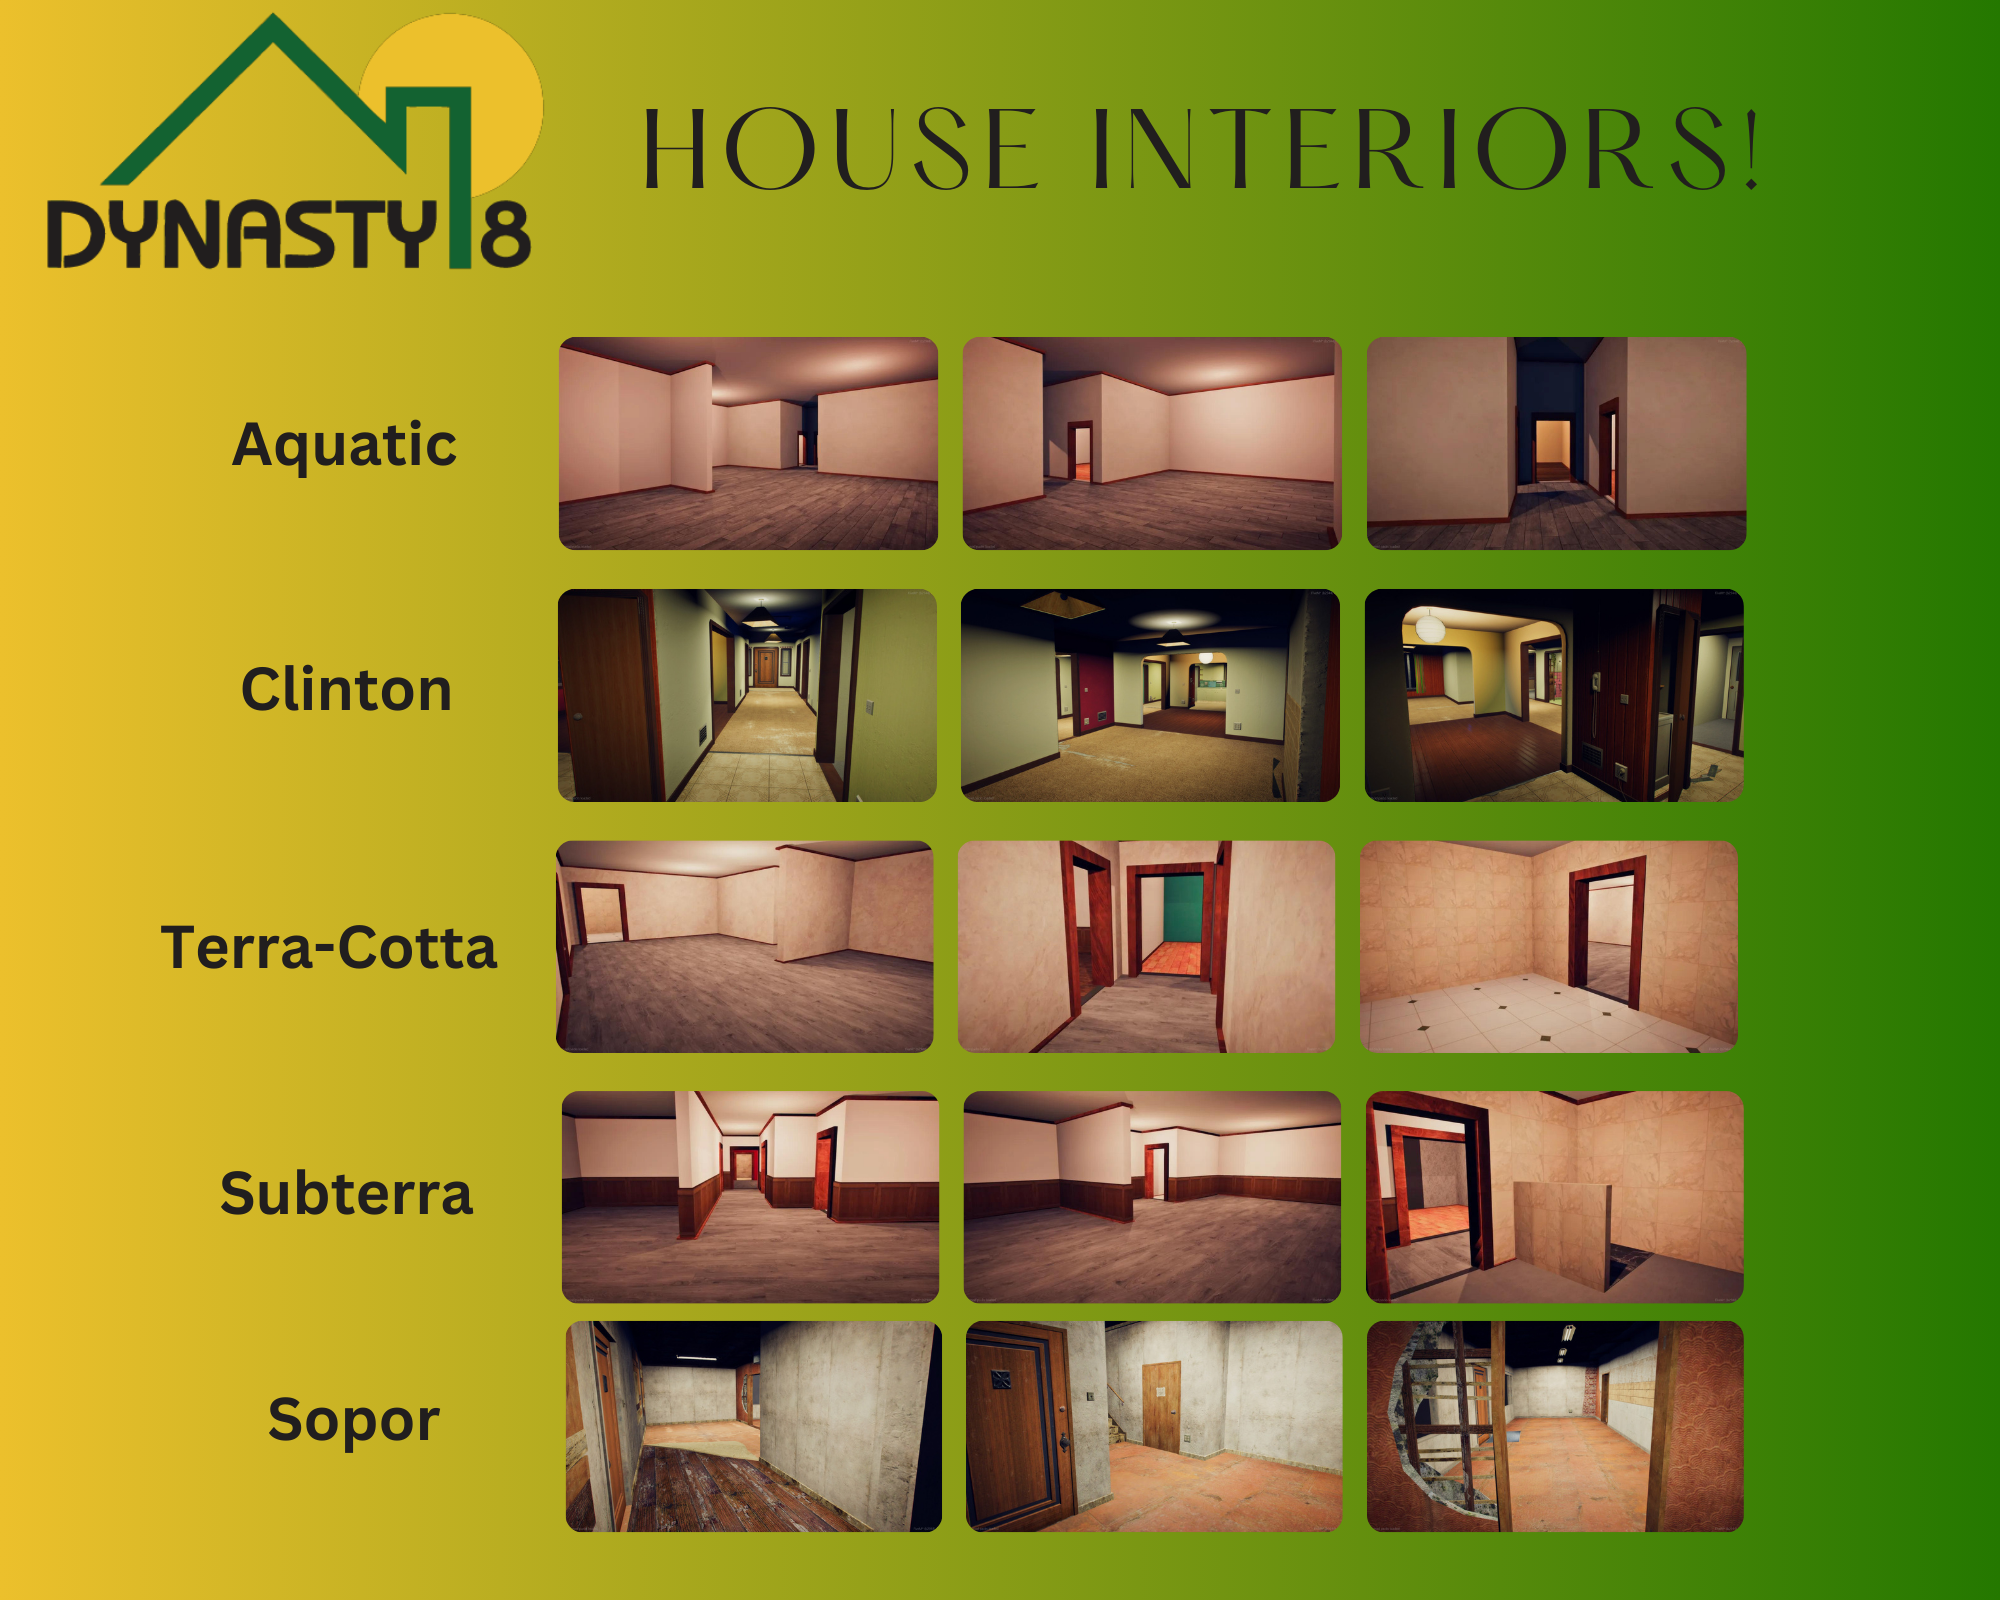 DYNASTY 8
HOUSE INTERIORS!
Aquatic
Clinton
Terra-Cotta
Subterra
Sopor